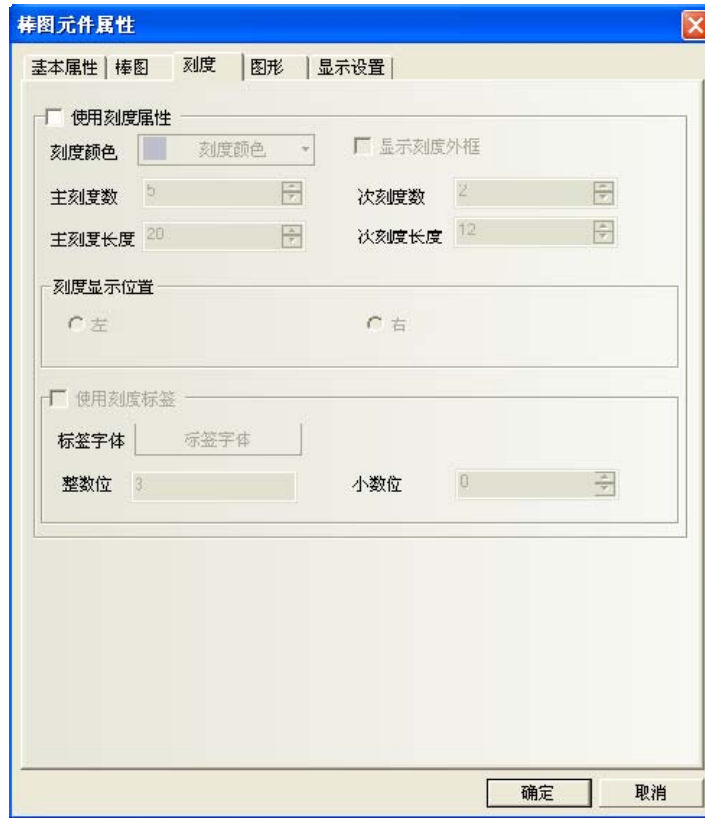 棒图元件属性
基本属性 棒图 刻度 图形 显示设置
使用刻度属性
刻度颜色 刻度颜色 显示刻度外框
主刻度数 5 次刻度数 2
主刻度长度 20 次刻度长度 12
刻度显示位置
左 右
使用刻度标签
标签字体 标签字体
整数位 3 小数位 0
确定 取消